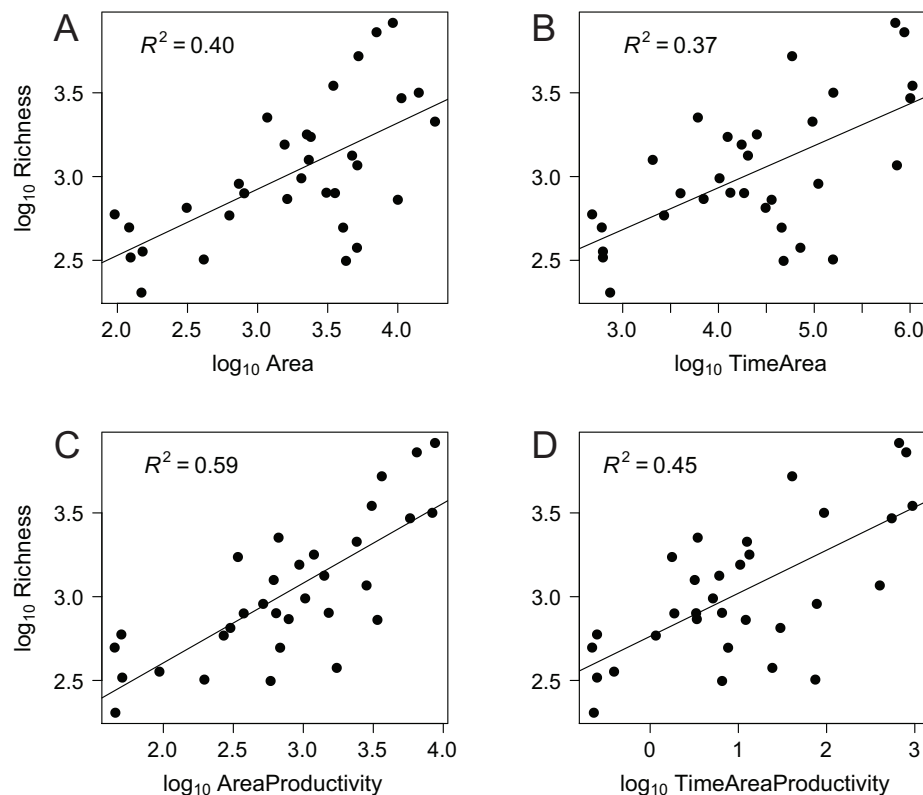 A
R² = 0.40
log₁₀ Richness
3.5
3.0
2.5
2.0 2.5 3.0 3.5 4.0
log₁₀ Area
B
R² = 0.37
3.5
3.0
2.5
3.0 4.0 5.0 6.0
log₁₀ TimeArea
C
R² = 0.59
log₁₀ Richness
3.5
3.0
2.5
2.0 2.5 3.0 3.5 4.0
log₁₀ AreaProductivity
D
R² = 0.45
3.5
3.0
2.5
0 1 2 3
log₁₀ TimeAreaProductivity